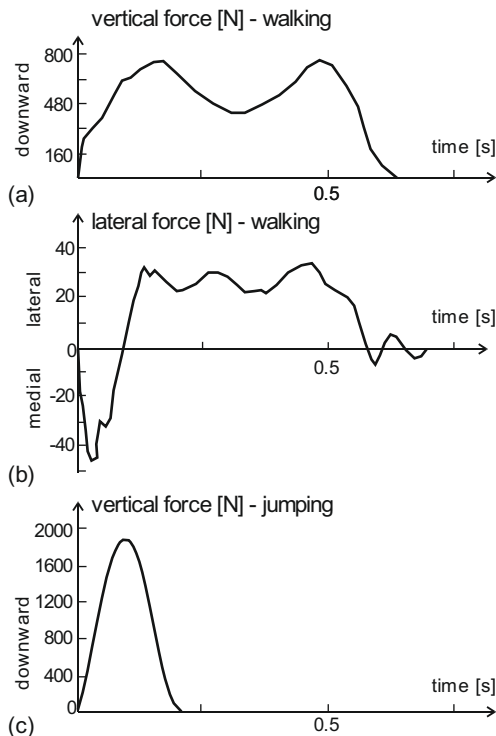 vertical force [N] - walking
800
480
160
downward
time [s]
0.5
(a)
lateral force [N] - walking
40
20
0
-20
-40
lateral
medial
time [s]
0.5
(b)
vertical force [N] - jumping
2000
1600
1200
800
400
0
downward
time [s]
0.5
(c)